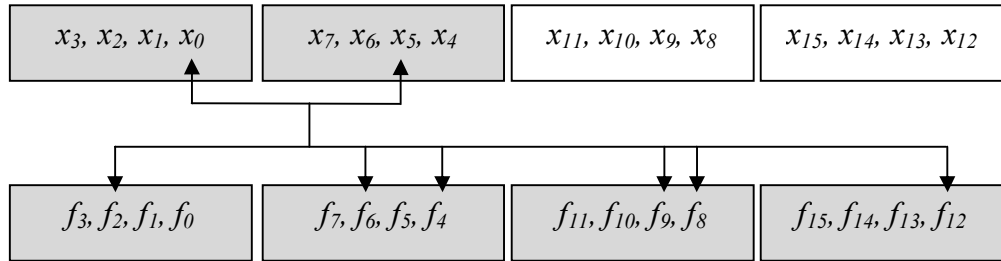 x₃, x₂, x₁, x₀ x₇, x₆, x₅, x₄ x₁₁, x₁₀, x₉, x₈ x₁₅, x₁₄, x₁₃, x₁₂
f₃, f₂, f₁, f₀ f₇, f₆, f₅, f₄ f₁₁, f₁₀, f₉, f₈ f₁₅, f₁₄, f₁₃, f₁₂